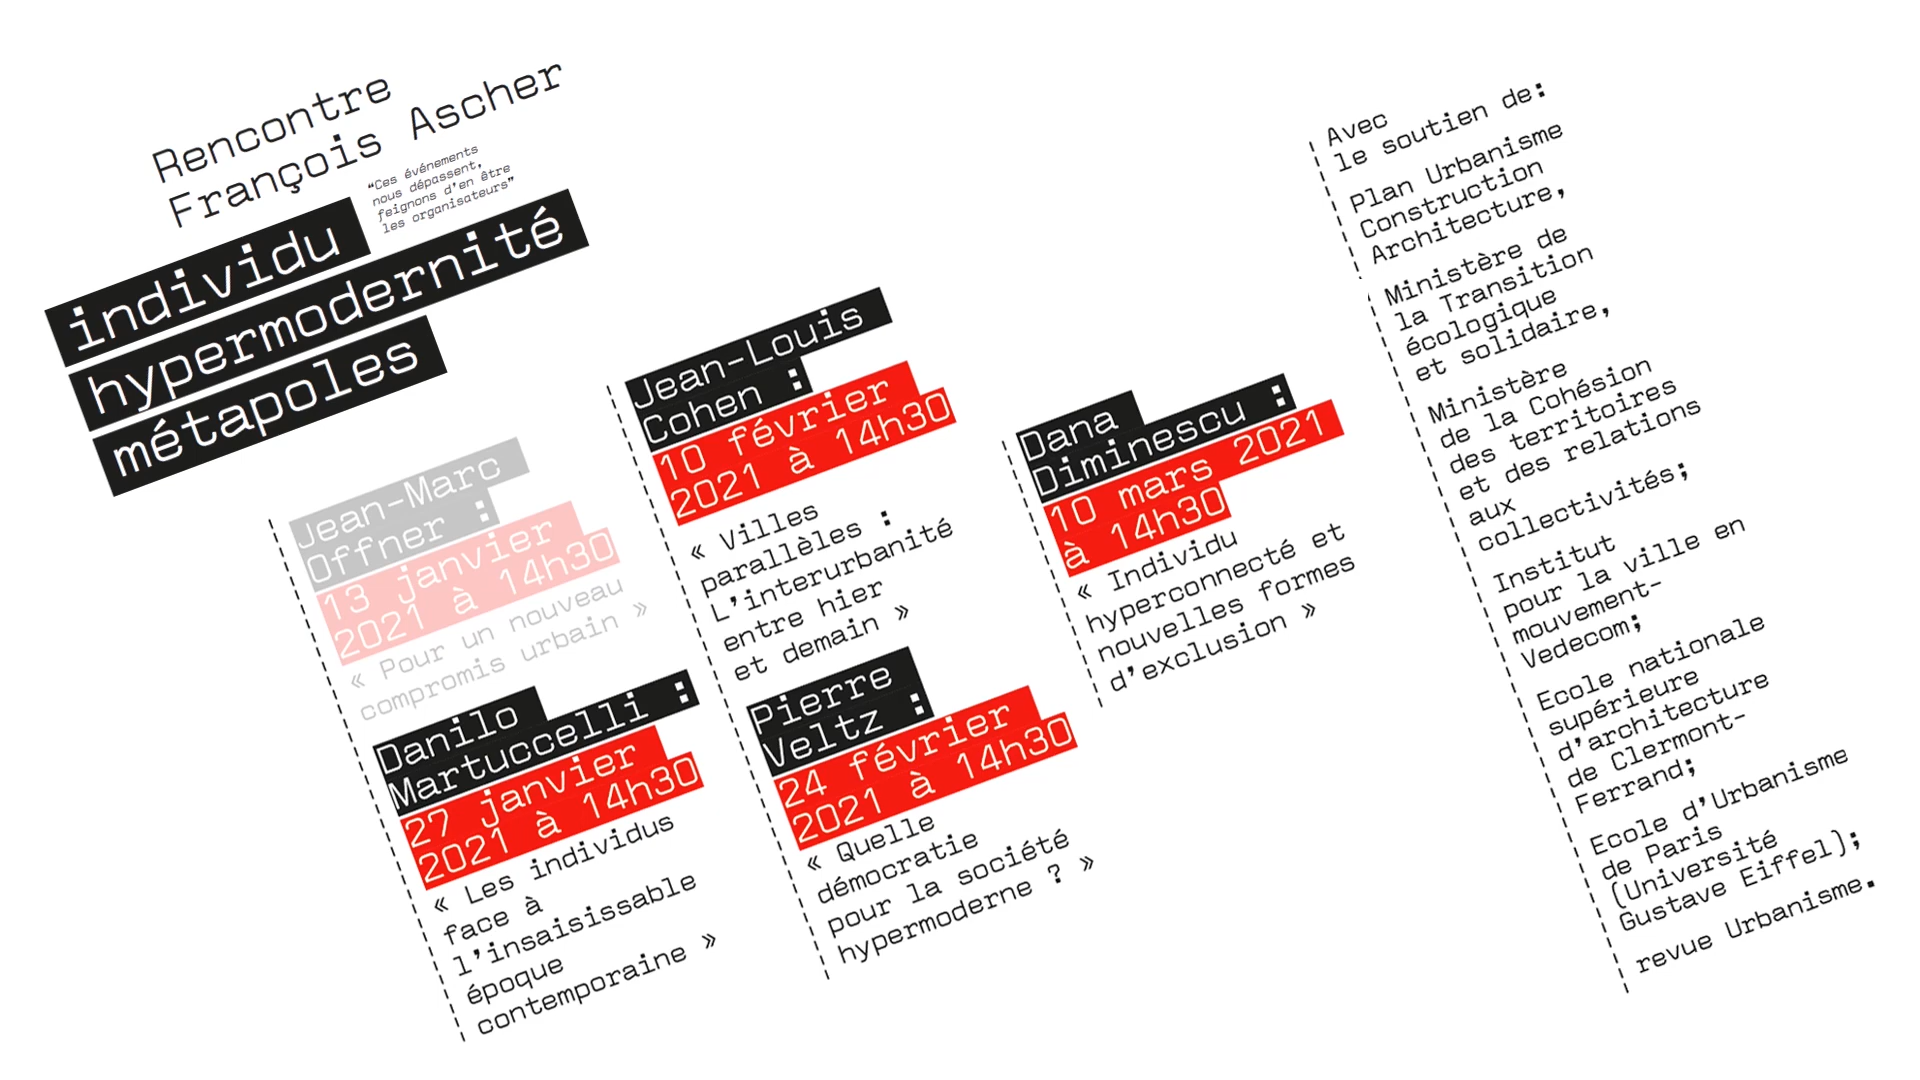 Rencontre
François Ascher
“Ces événements
nous dépassent,
feignons d’en être
les organisateurs”
individu
hypermodernité
métapoles
Jean-Marc
Offner :
13 janvier
2021 à 14h30
« Pour un nouveau
compromis urbain »
Danilo
Martuccelli :
27 janvier
2021 à 14h30
« Les individus
face à
l’insaisissable
époque
contemporaine »
Jean-Louis
Cohen :
10 février
2021 à 14h30
« Villes
parallèles :
L’interurbanité
entre hier
et demain »
Pierre
Veltz :
24 février
2021 à 14h30
« Quelle
démocratie
pour la société
hypermoderne ? »
Dana
Diminescu :
10 mars 2021
à 14h30
« Individu
hyperconnecté et
nouvelles formes
d’exclusion »
Avec
le soutien de:
Plan Urbanisme
Construction
Architecture,
Ministère de
la Transition
écologique
et solidaire,
Ministère
de la Cohésion
des territoires
et des relations
aux
collectivités;
Institut
pour la ville en
mouvement-
Vedecom;
Ecole nationale
supérieure
d’architecture
de Clermont-
Ferrand;
Ecole d’Urbanisme
de Paris
(Université
Gustave Eiffel);
revue Urbanisme.